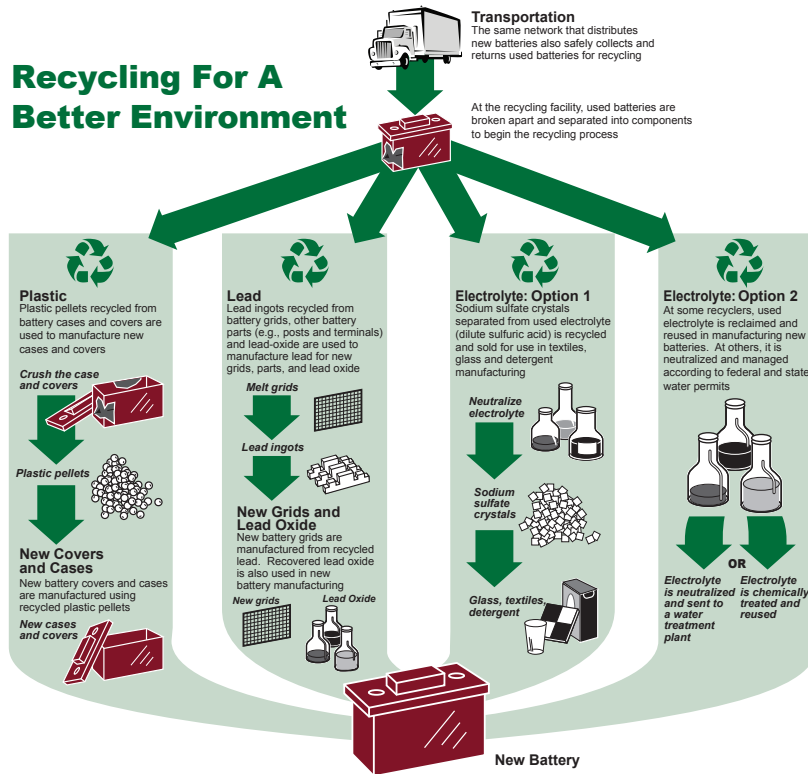 Transportation
The same network that distributes
new batteries also safely collects and
returns used batteries for recycling
Recycling For A
Better Environment
At the recycling facility, used batteries are
broken apart and separated into components
to begin the recycling process
Plastic
Plastic pellets recycled from
battery cases and covers are
used to manufacture new
cases and covers
Crush the case
and covers
Plastic pellets
New Covers
and Cases
New battery covers and cases
are manufactured using
recycled plastic pellets
New cases
and covers
Lead
Lead ingots recycled from
battery grids, other battery
parts (e.g., posts and terminals)
and lead-oxide are used to
manufacture lead for new
grids, parts, and lead oxide
Melt grids
Lead ingots
New Grids and
Lead Oxide
New battery grids are
manufactured from recycled
lead.  Recovered lead oxide
is also used in new
battery manufacturing
New grids
Lead Oxide
Electrolyte: Option 1
Sodium sulfate crystals
separated from used electrolyte
(dilute sulfuric acid) is recycled
and sold for use in textiles,
glass and detergent
manufacturing
Neutralize
electrolyte
Sodium
sulfate
crystals
Glass, textiles,
detergent
Electrolyte: Option 2
At some recyclers, used
electrolyte is reclaimed and
reused in manufacturing new
batteries.  At others, it is
neutralized and managed
according to federal and state
water permits
OR
Electrolyte
is neutralized
and sent to
a water
treatment
plant
Electrolyte
is chemically
treated and
reused
New Battery